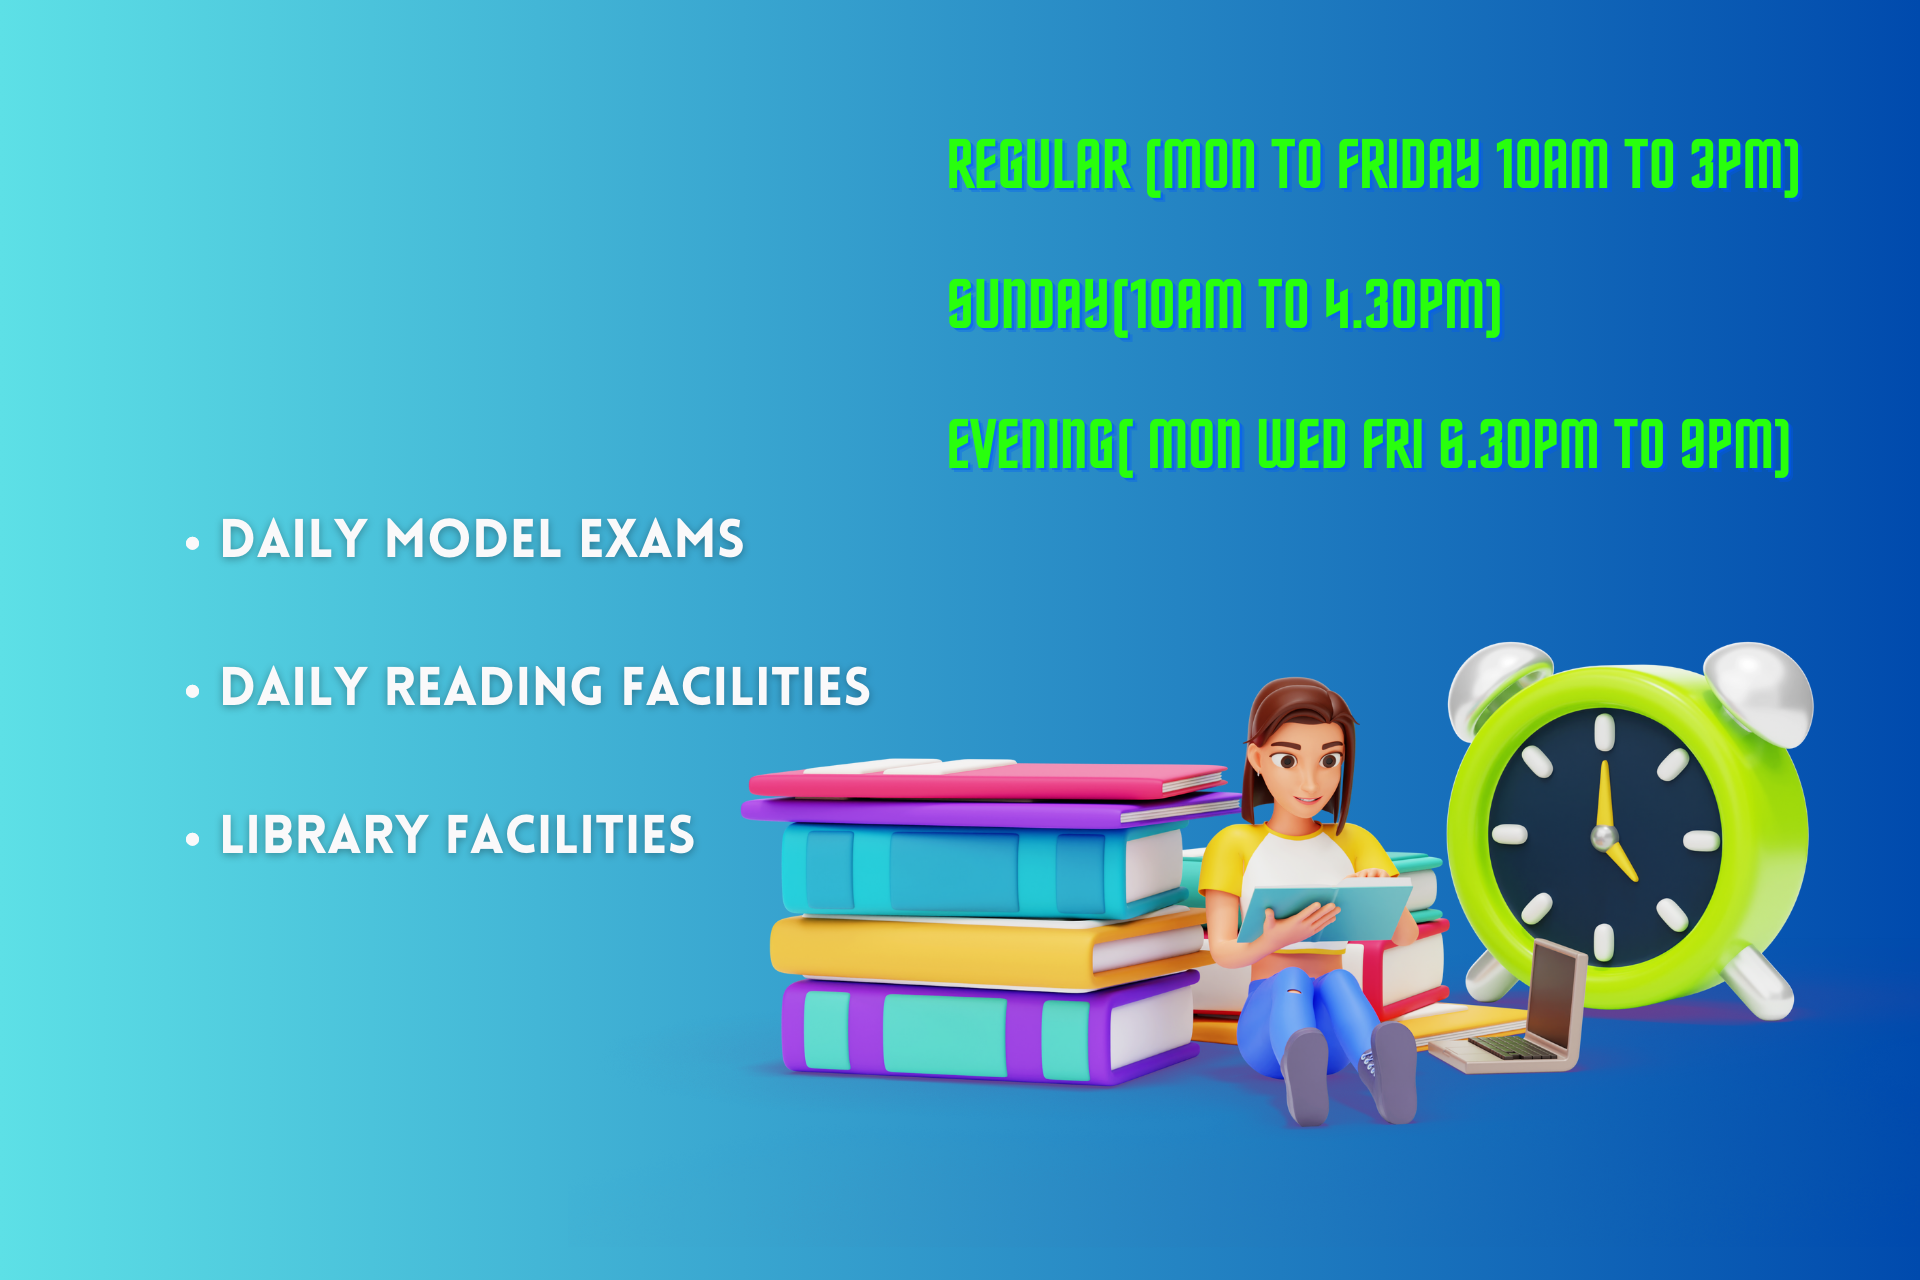 REGULAR (MON TO FRIDAY 10AM TO 3PM)
SUNDAY(10AM TO 4.30PM)
EVENING( MON WED FRI 6.30PM TO 9PM)
• DAILY MODEL EXAMS
• DAILY READING FACILITIES
• LIBRARY FACILITIES